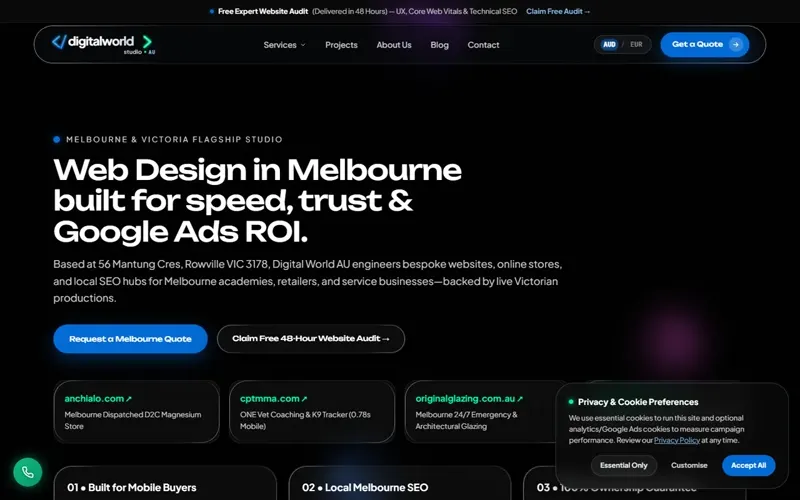 Free Expert Website Audit (Delivered in 48 Hours) — UX, Core Web Vitals & Technical SEO Claim Free Audit →
</> digitalworld >
studio • AU
Services Projects About Us Blog Contact
AUD / EUR
Get a Quote →
MELBOURNE & VICTORIA FLAGSHIP STUDIO
Web Design in Melbourne
built for speed, trust &
Google Ads ROI.
Based at 56 Mantung Cres, Rowville VIC 3178, Digital World AU engineers bespoke websites, online stores,
and local SEO hubs for Melbourne academies, retailers, and service businesses—backed by live Victorian
productions.
Request a Melbourne Quote
Claim Free 48-Hour Website Audit →
anchialo.com ↗
Melbourne Dispatched D2C Magnesium
Store
cptmma.com ↗
ONE Vet Coaching & K9 Tracker (0.78s
Mobile)
originalglazing.com.au ↗
Melbourne 24/7 Emergency &
Architectural Glazing
Privacy & Cookie Preferences
We use essential cookies to run this site and optional
analytics/Google Ads cookies to measure campaign
performance. Review our Privacy Policy at any time.
Essential Only
Customise
Accept All
01 • Built for Mobile Buyers
02 • Local Melbourne SEO
03 • 100% Ownership Guarantee